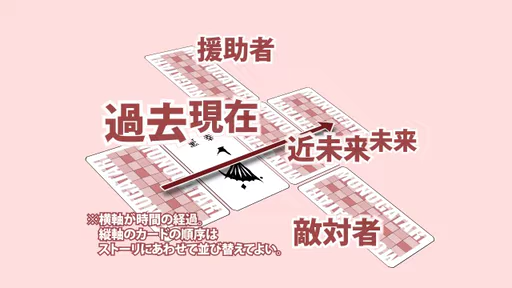 援助者
過去
現在
近未来
未来
敵対者
※横軸が時間の経過。
縦軸のカードの順序は
ストーリにあわせて並び替えてよい。